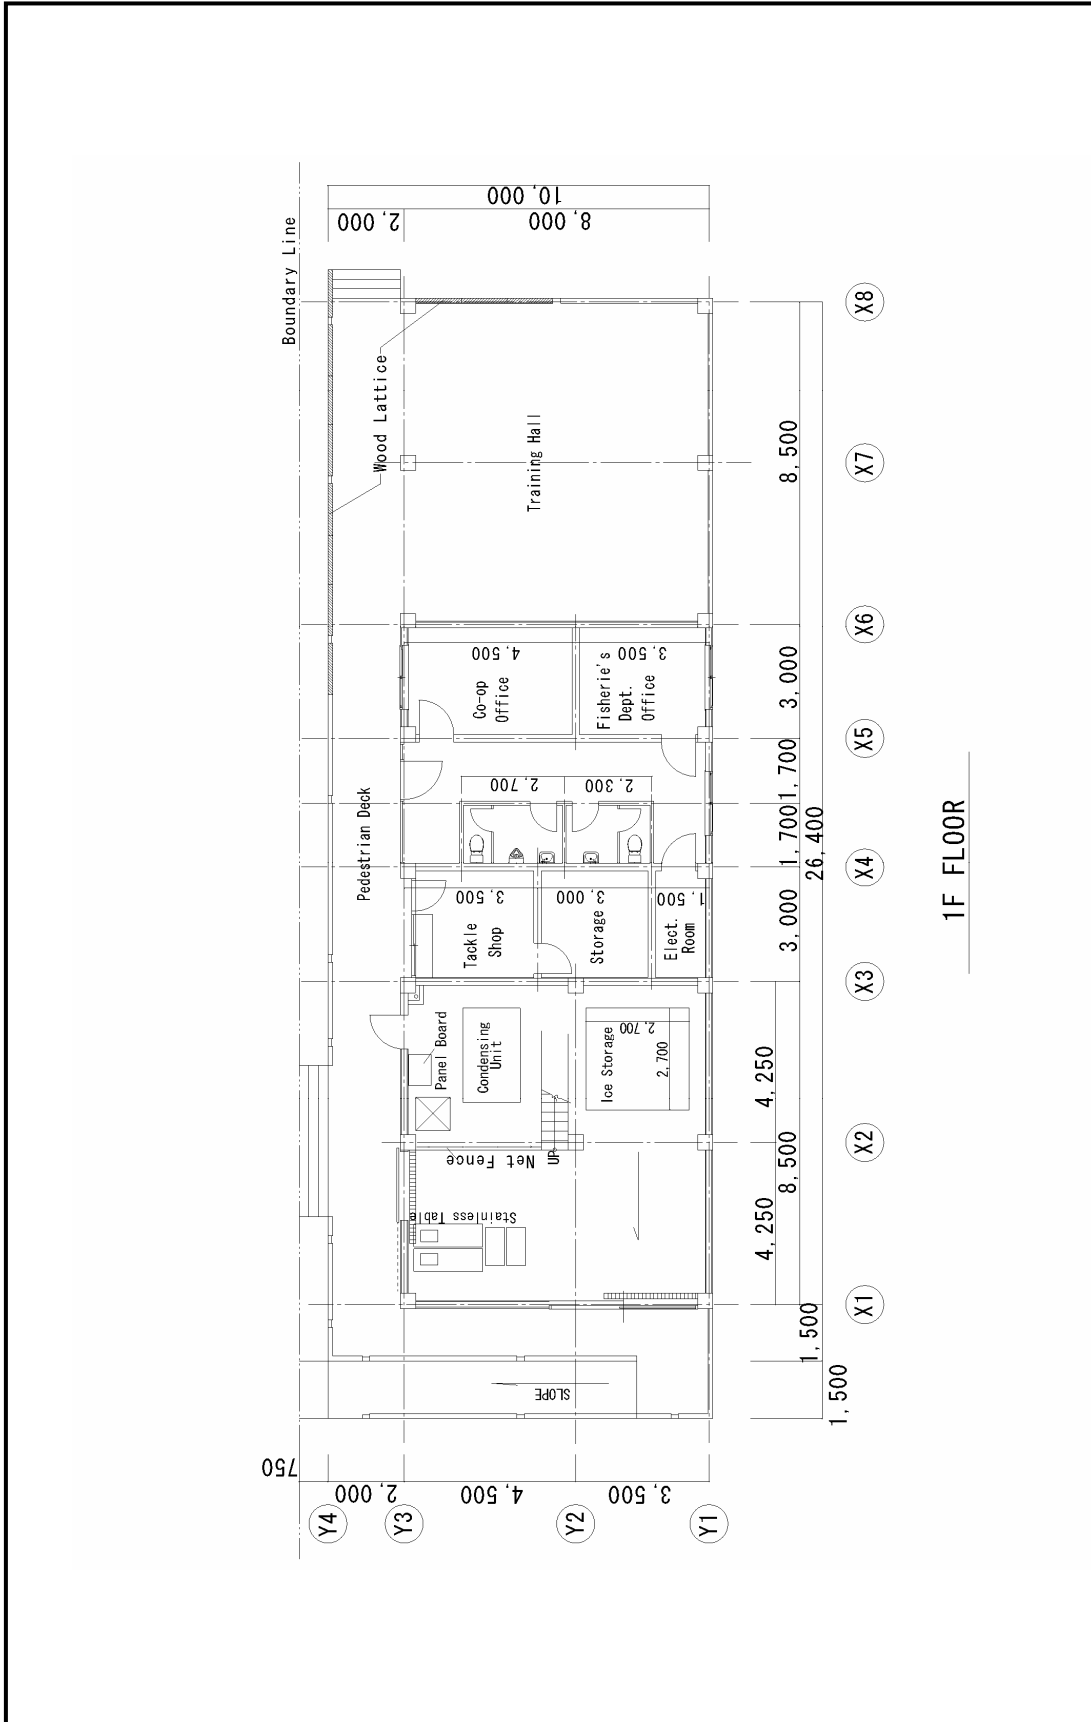 Boundary Line
2,000
10,000
8,000
Wood Lattice
Training Hall
8,500
X8
X7
X6
Co-op
Office
4,500
Fisherie's
Dept.
Office
3,500
3,000
X5
Pedestrian Deck
2,700
2,300
1,700
1,700
26,400
X4
Tackle
Shop
3,500
Storage
3,000
Elect.
Room
1,500
3,000
X3
Panel Board
Condensing
Unit
Ice Storage
2,700
2,700
4,250
8,500
X2
Net Fence
UP
Stainless Table
4,250
X1
1,500
1,500
SLOPE
750
2,000
4,500
3,500
Y4
Y3
Y2
Y1
1F FLOOR